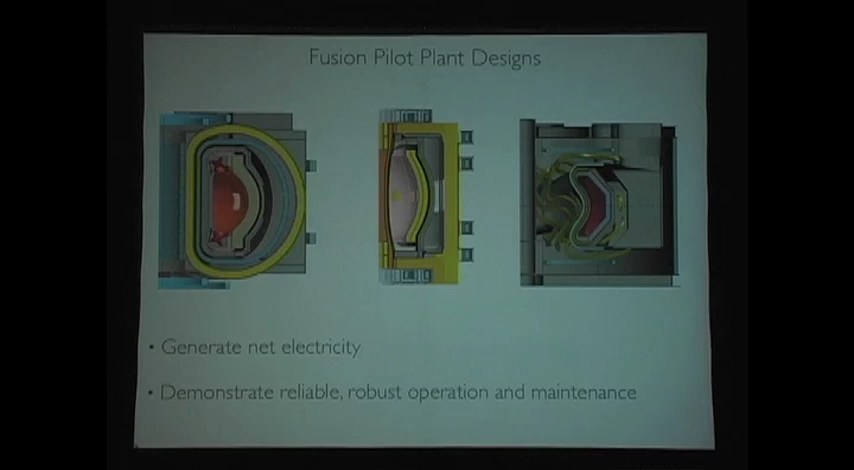 Fusion Pilot Plant Designs
• Generate net electricity
• Demonstrate reliable, robust operation and maintenance